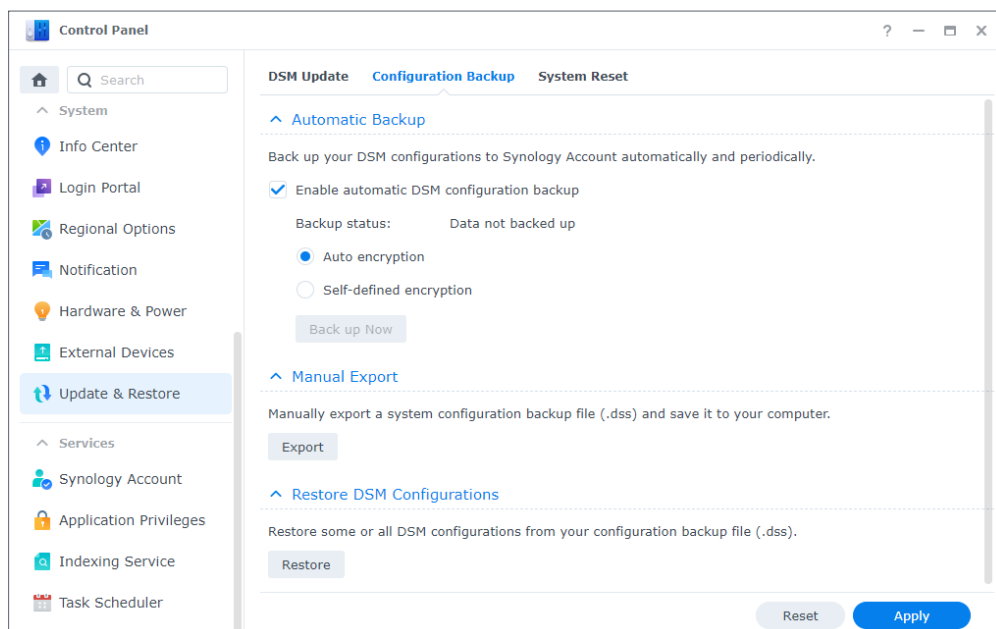 Control Panel
?
Search
System
Info Center
Login Portal
Regional Options
Notification
Hardware & Power
External Devices
Update & Restore
Services
Synology Account
Application Privileges
Indexing Service
Task Scheduler
DSM Update Configuration Backup System Reset
Automatic Backup
Back up your DSM configurations to Synology Account automatically and periodically.
Enable automatic DSM configuration backup
Backup status: Data not backed up
Auto encryption
Self-defined encryption
Back up Now
Manual Export
Manually export a system configuration backup file (.dss) and save it to your computer.
Export
Restore DSM Configurations
Restore some or all DSM configurations from your configuration backup file (.dss).
Restore
Reset Apply